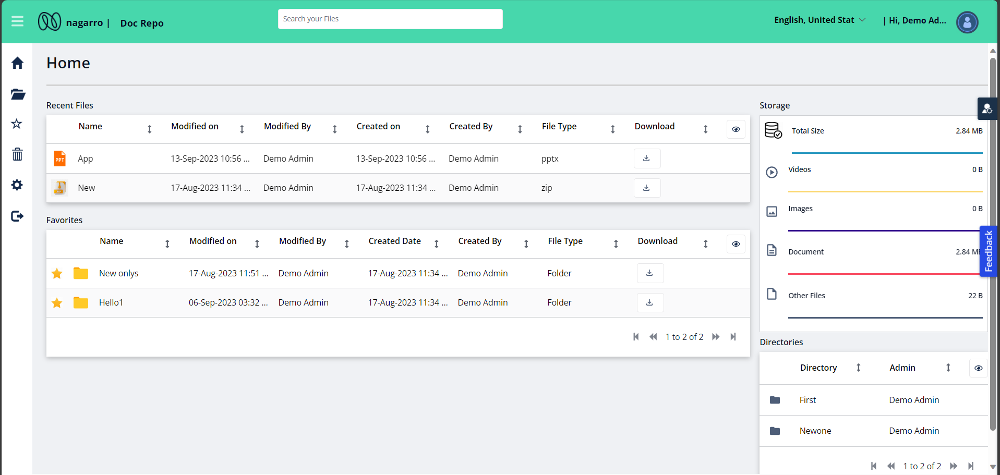 nagarro | Doc Repo
Search your Files
English, United Stat
| Hi, Demo Ad...
Home
Recent Files
Name Modified on Modified By Created on Created By File Type Download
PPT App 13-Sep-2023 10:56 ... Demo Admin 13-Sep-2023 10:56 ... Demo Admin pptx
ZIP New 17-Aug-2023 11:34 ... Demo Admin 17-Aug-2023 11:34 ... Demo Admin zip
Favorites
Name Modified on Modified By Created Date Created By File Type Download
New onlys 17-Aug-2023 11:51 ... Demo Admin 17-Aug-2023 11:34 ... Demo Admin Folder
Hello1 06-Sep-2023 03:32 ... Demo Admin 17-Aug-2023 11:34 ... Demo Admin Folder
1 to 2 of 2
Storage
Total Size 2.84 MB
Videos 0 B
Images 0 B
Document 2.84 M
Other Files 22 B
Feedback
Directories
Directory Admin
First Demo Admin
Newone Demo Admin
1 to 2 of 2